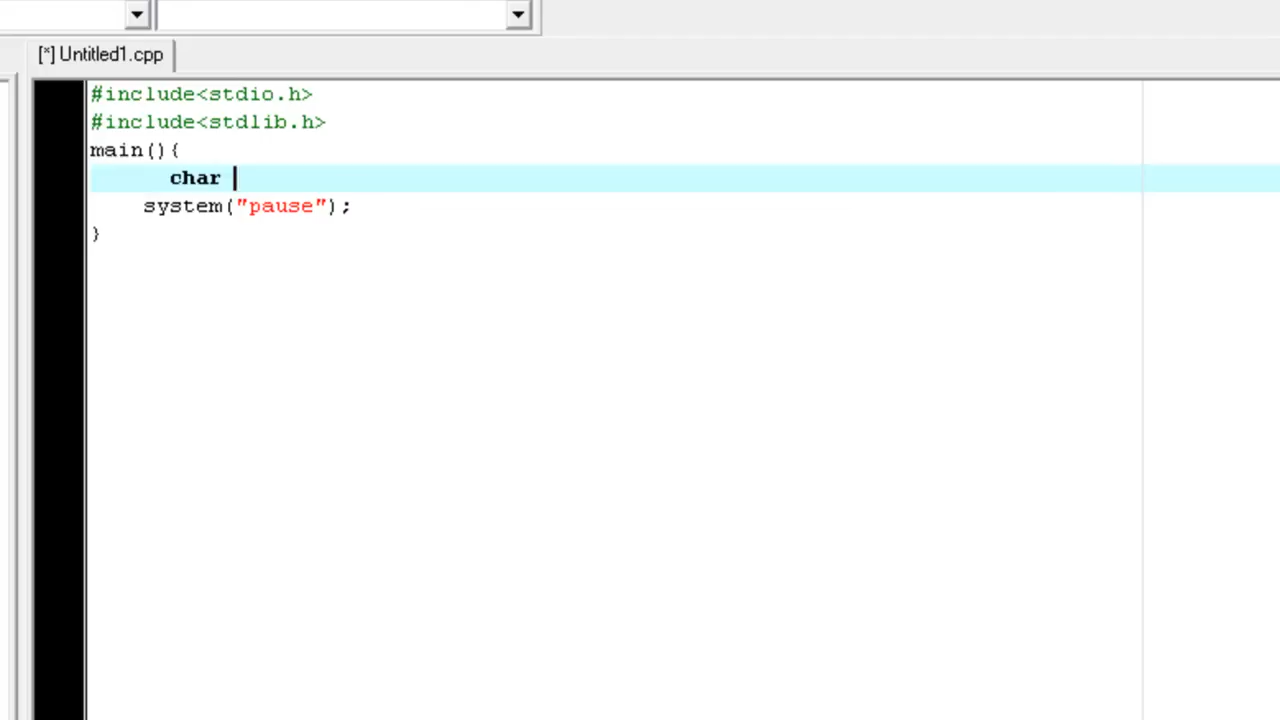 [*] Untitled1.cpp
#include<stdio.h>
#include<stdlib.h>
main(){
char
system("pause");
}